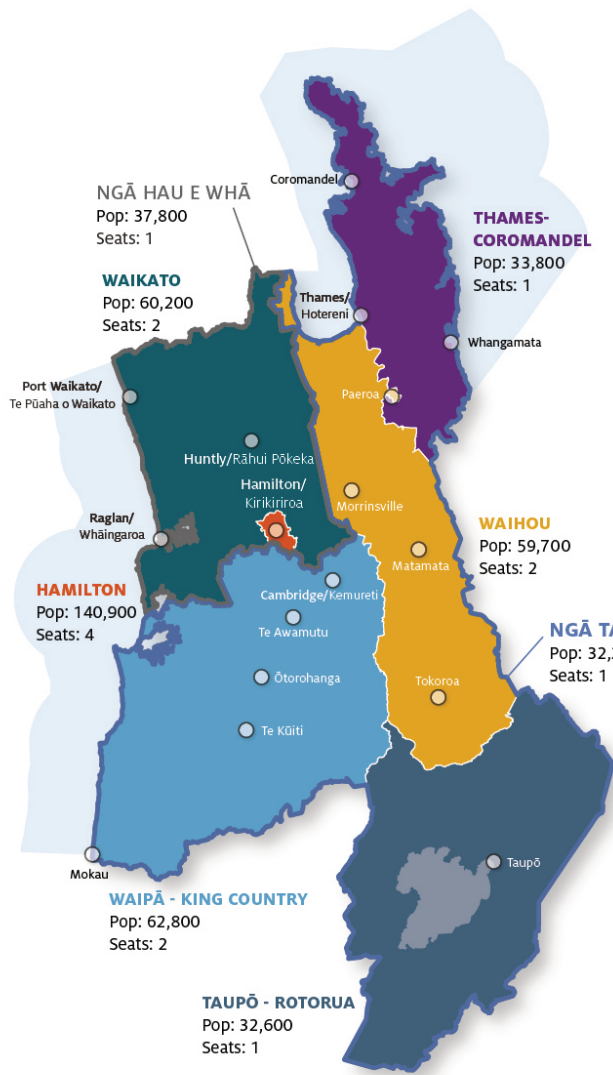 Coromandel
NGĀ HAU E WHĀ
Pop: 37,800
Seats: 1
THAMES-
COROMANDEL
Pop: 33,800
Seats: 1
WAIKATO
Pop: 60,200
Seats: 2
Thames/
Hotereni
Whangamata
Port Waikato/
Te Pūaha o Waikato
Paeroa
Huntly/Rāhui Pōkeka
Hamilton/
Kirikiriroa
Morrinsville
Raglan/
Whāingaroa
WAIHOU
Pop: 59,700
Seats: 2
Matamata
HAMILTON
Pop: 140,900
Seats: 4
Cambridge/Kemureti
Te Awamutu
NGĀ
Pop:
Seats: 1
Ōtorohanga
Tokoroa
Te Kūiti
Taupō
Mokau
WAIPĀ - KING COUNTRY
Pop: 62,800
Seats: 2
TAUPŌ - ROTORUA
Pop: 32,600
Seats: 1